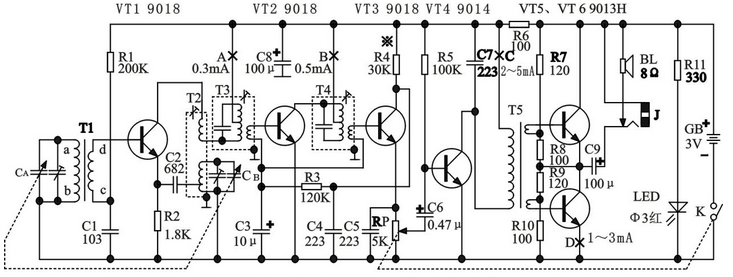 VT1 9018 VT2 9018 VT3 9018 VT4 9014 VT5、VT 6 9013H
R1
200K
A
0.3mA
C8
100μ
B
0.5mA
※
R4
30K
R5
100K
C7
223
C
2～5mA
R6
100
R7
120
BL
8Ω
R11
330
T2
T3
T4
T5
T1
CA
a
b
d
c
C2
682
CB
R3
120K
R8
100
R9
120
C9
100μ
J
GB
3V
C1
103
R2
1.8K
C3
10μ
C4
223
C5
223
RP
5K
C6
0.47μ
R10
100
D
1～3mA
LED
Φ3红
K